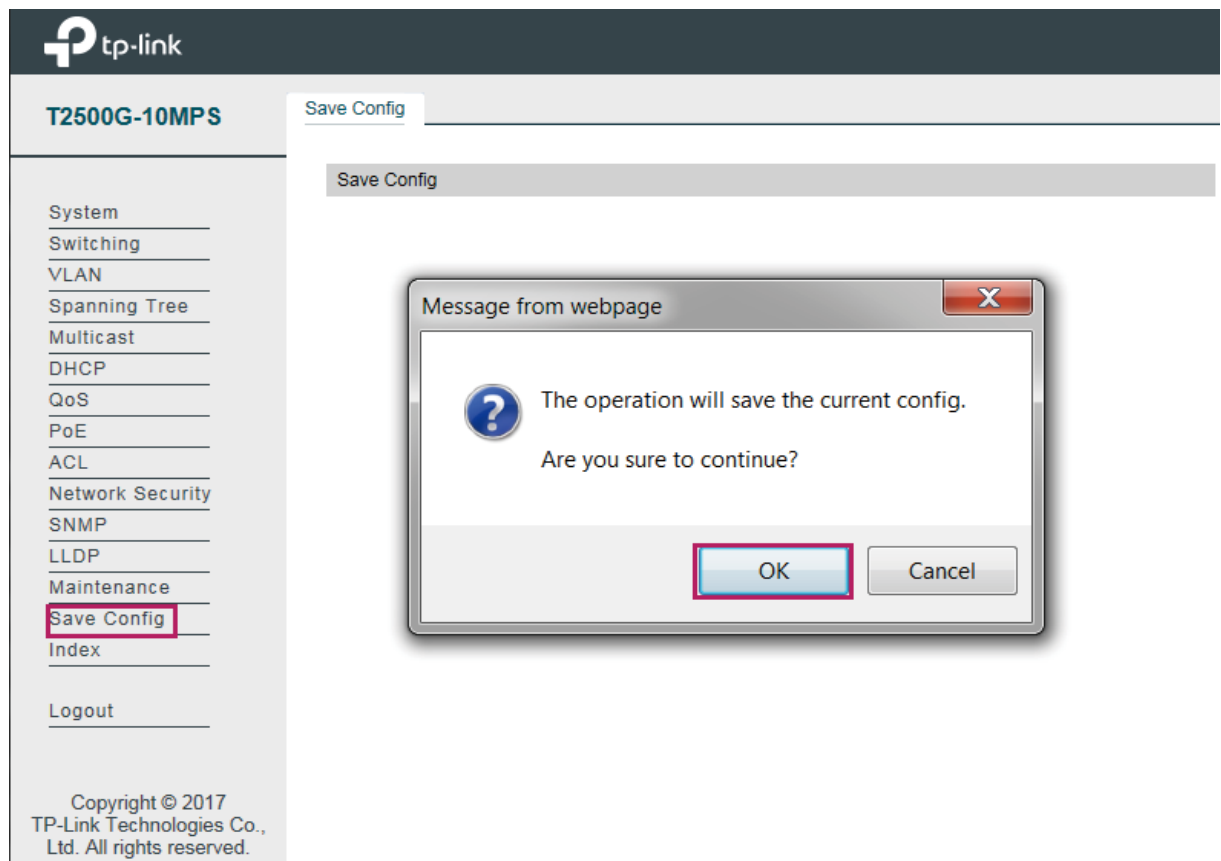 tp-link
T2500G-10MPS
Save Config
Save Config
System
Switching
VLAN
Spanning Tree
Multicast
DHCP
QoS
PoE
ACL
Network Security
SNMP
LLDP
Maintenance
Save Config
Index
Logout
Copyright © 2017
TP-Link Technologies Co.,
Ltd. All rights reserved.
Message from webpage
X
?
The operation will save the current config.
Are you sure to continue?
OK
Cancel